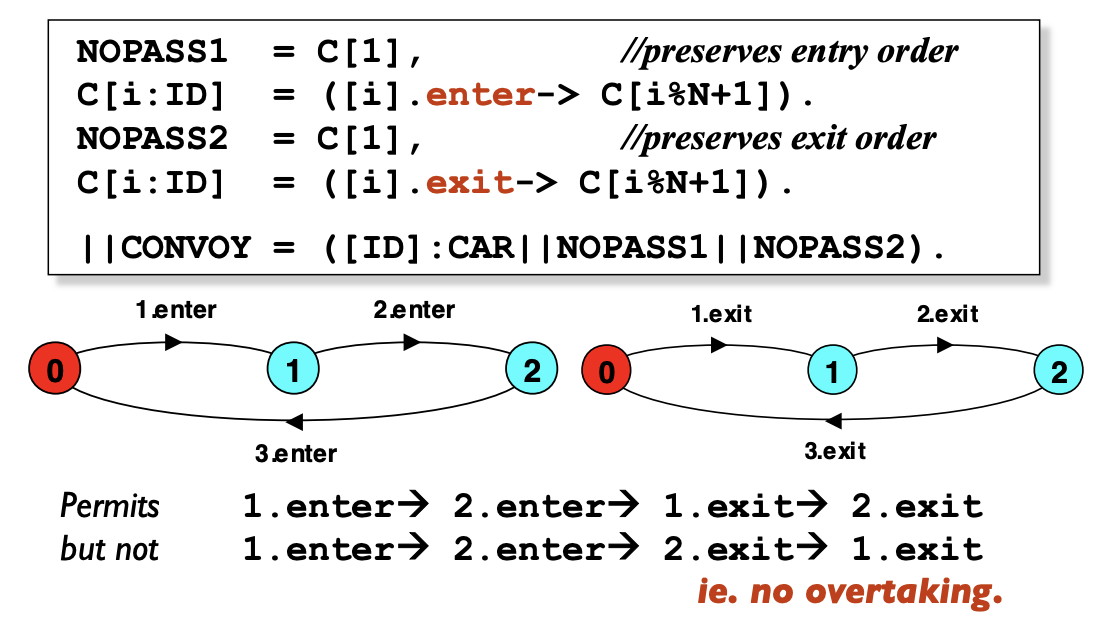 NOPASS1 = C[1], //preserves entry order
C[i:ID] = ([i].enter-> C[i%N+1]).
NOPASS2 = C[1], //preserves exit order
C[i:ID] = ([i].exit-> C[i%N+1]).
||CONVOY = ([ID]:CAR||NOPASS1||NOPASS2).
1.enter 2.enter 1.exit 2.exit
0 1 2 0 1 2
3.enter 3.exit
Permits 1.enter→ 2.enter→ 1.exit→ 2.exit
but not 1.enter→ 2.enter→ 2.exit→ 1.exit
ie. no overtaking.